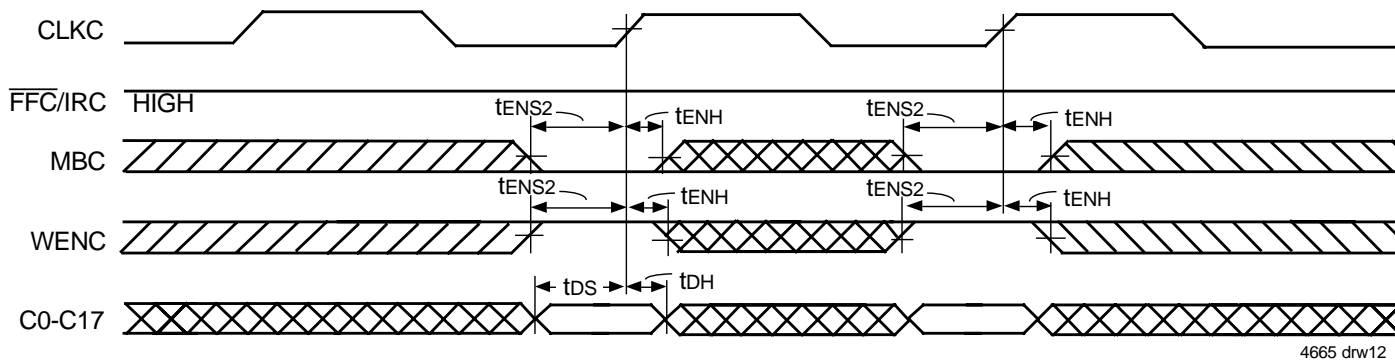 CLKC
FFC/IRC HIGH
tENS2 tENH tENS2 tENH
MBC
tENS2 tENH tENS2 tENH
WENC
tDS tDH
C0-C17
4665 drw12